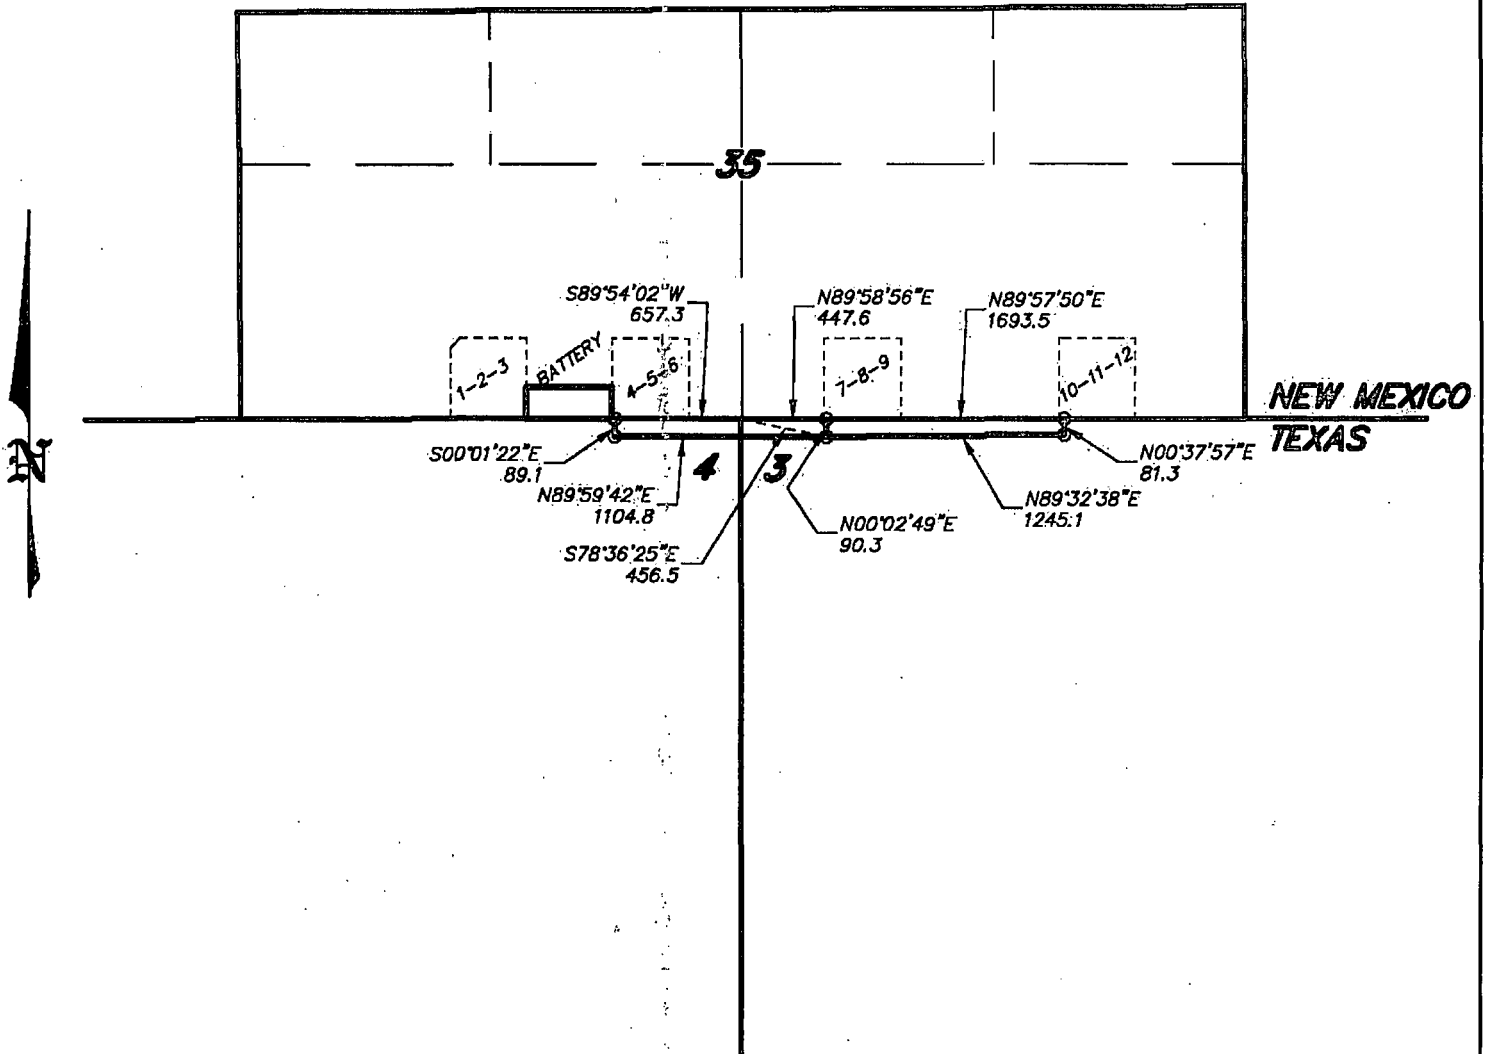 35
S89°54'02"W
657.3
N89°58'56"E
447.6
N89°57'50"E
1693.5
1-2-3
BATTERY
4-5-6
7-8-9
10-11-12
NEW MEXICO
TEXAS
S00°01'22"E
89.1
4
3
N00°37'57"E
81.3
N89°59'42"E
1104.8
N89°32'38"E
1245.1
N00°02'49"E
90.3
S78°36'25"E
456.5
N